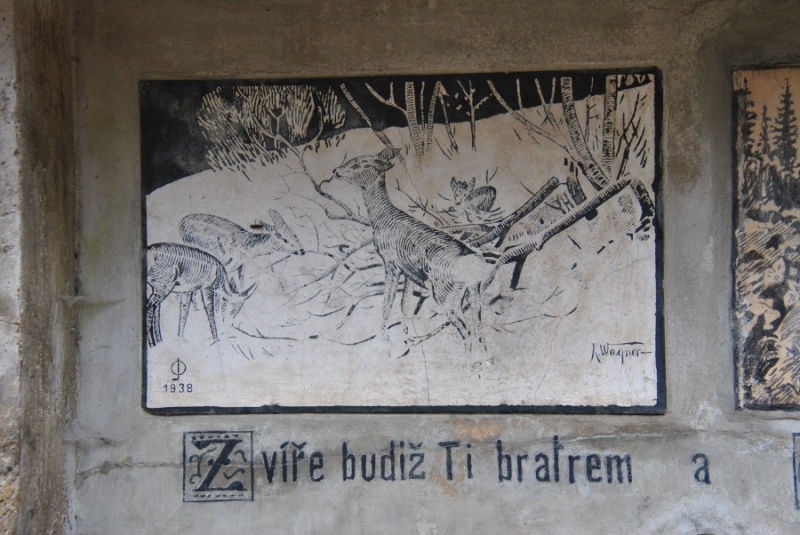 K. Wagner
1938
Zvíře budiž Ti bratrem a